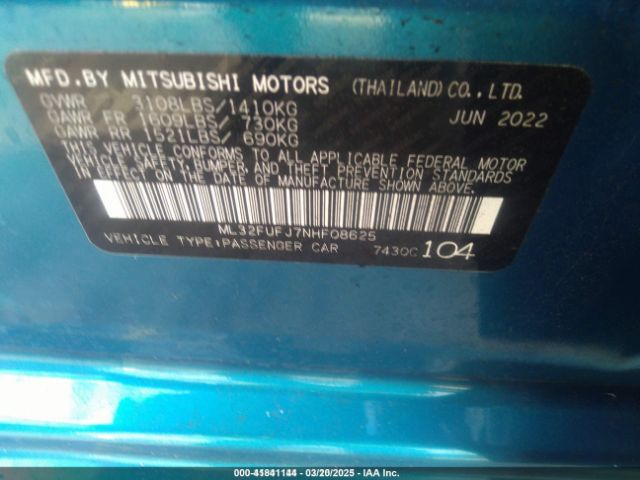 MFD.BY MITSUBISHI MOTORS (THAILAND)CO.,LTD.
GVWR 3108LBS/1410KG
GAWR FR 1609LBS/ 730KG JUN 2022
GAWR RR 1521LBS/ 690KG
THIS VEHICLE CONFORMS TO ALL APPLICABLE FEDERAL MOTOR
VEHICLE SAFETY,BUMPER,AND THEFT PREVENTION STANDARDS
IN EFFECT ON THE DATE OF MANUFACTURE SHOWN ABOVE.
ML32FUFJ7NHF08625
VEHICLE TYPE:PASSENGER CAR 7430C 104
000-41841144 - 03/20/2025 - IAA Inc.